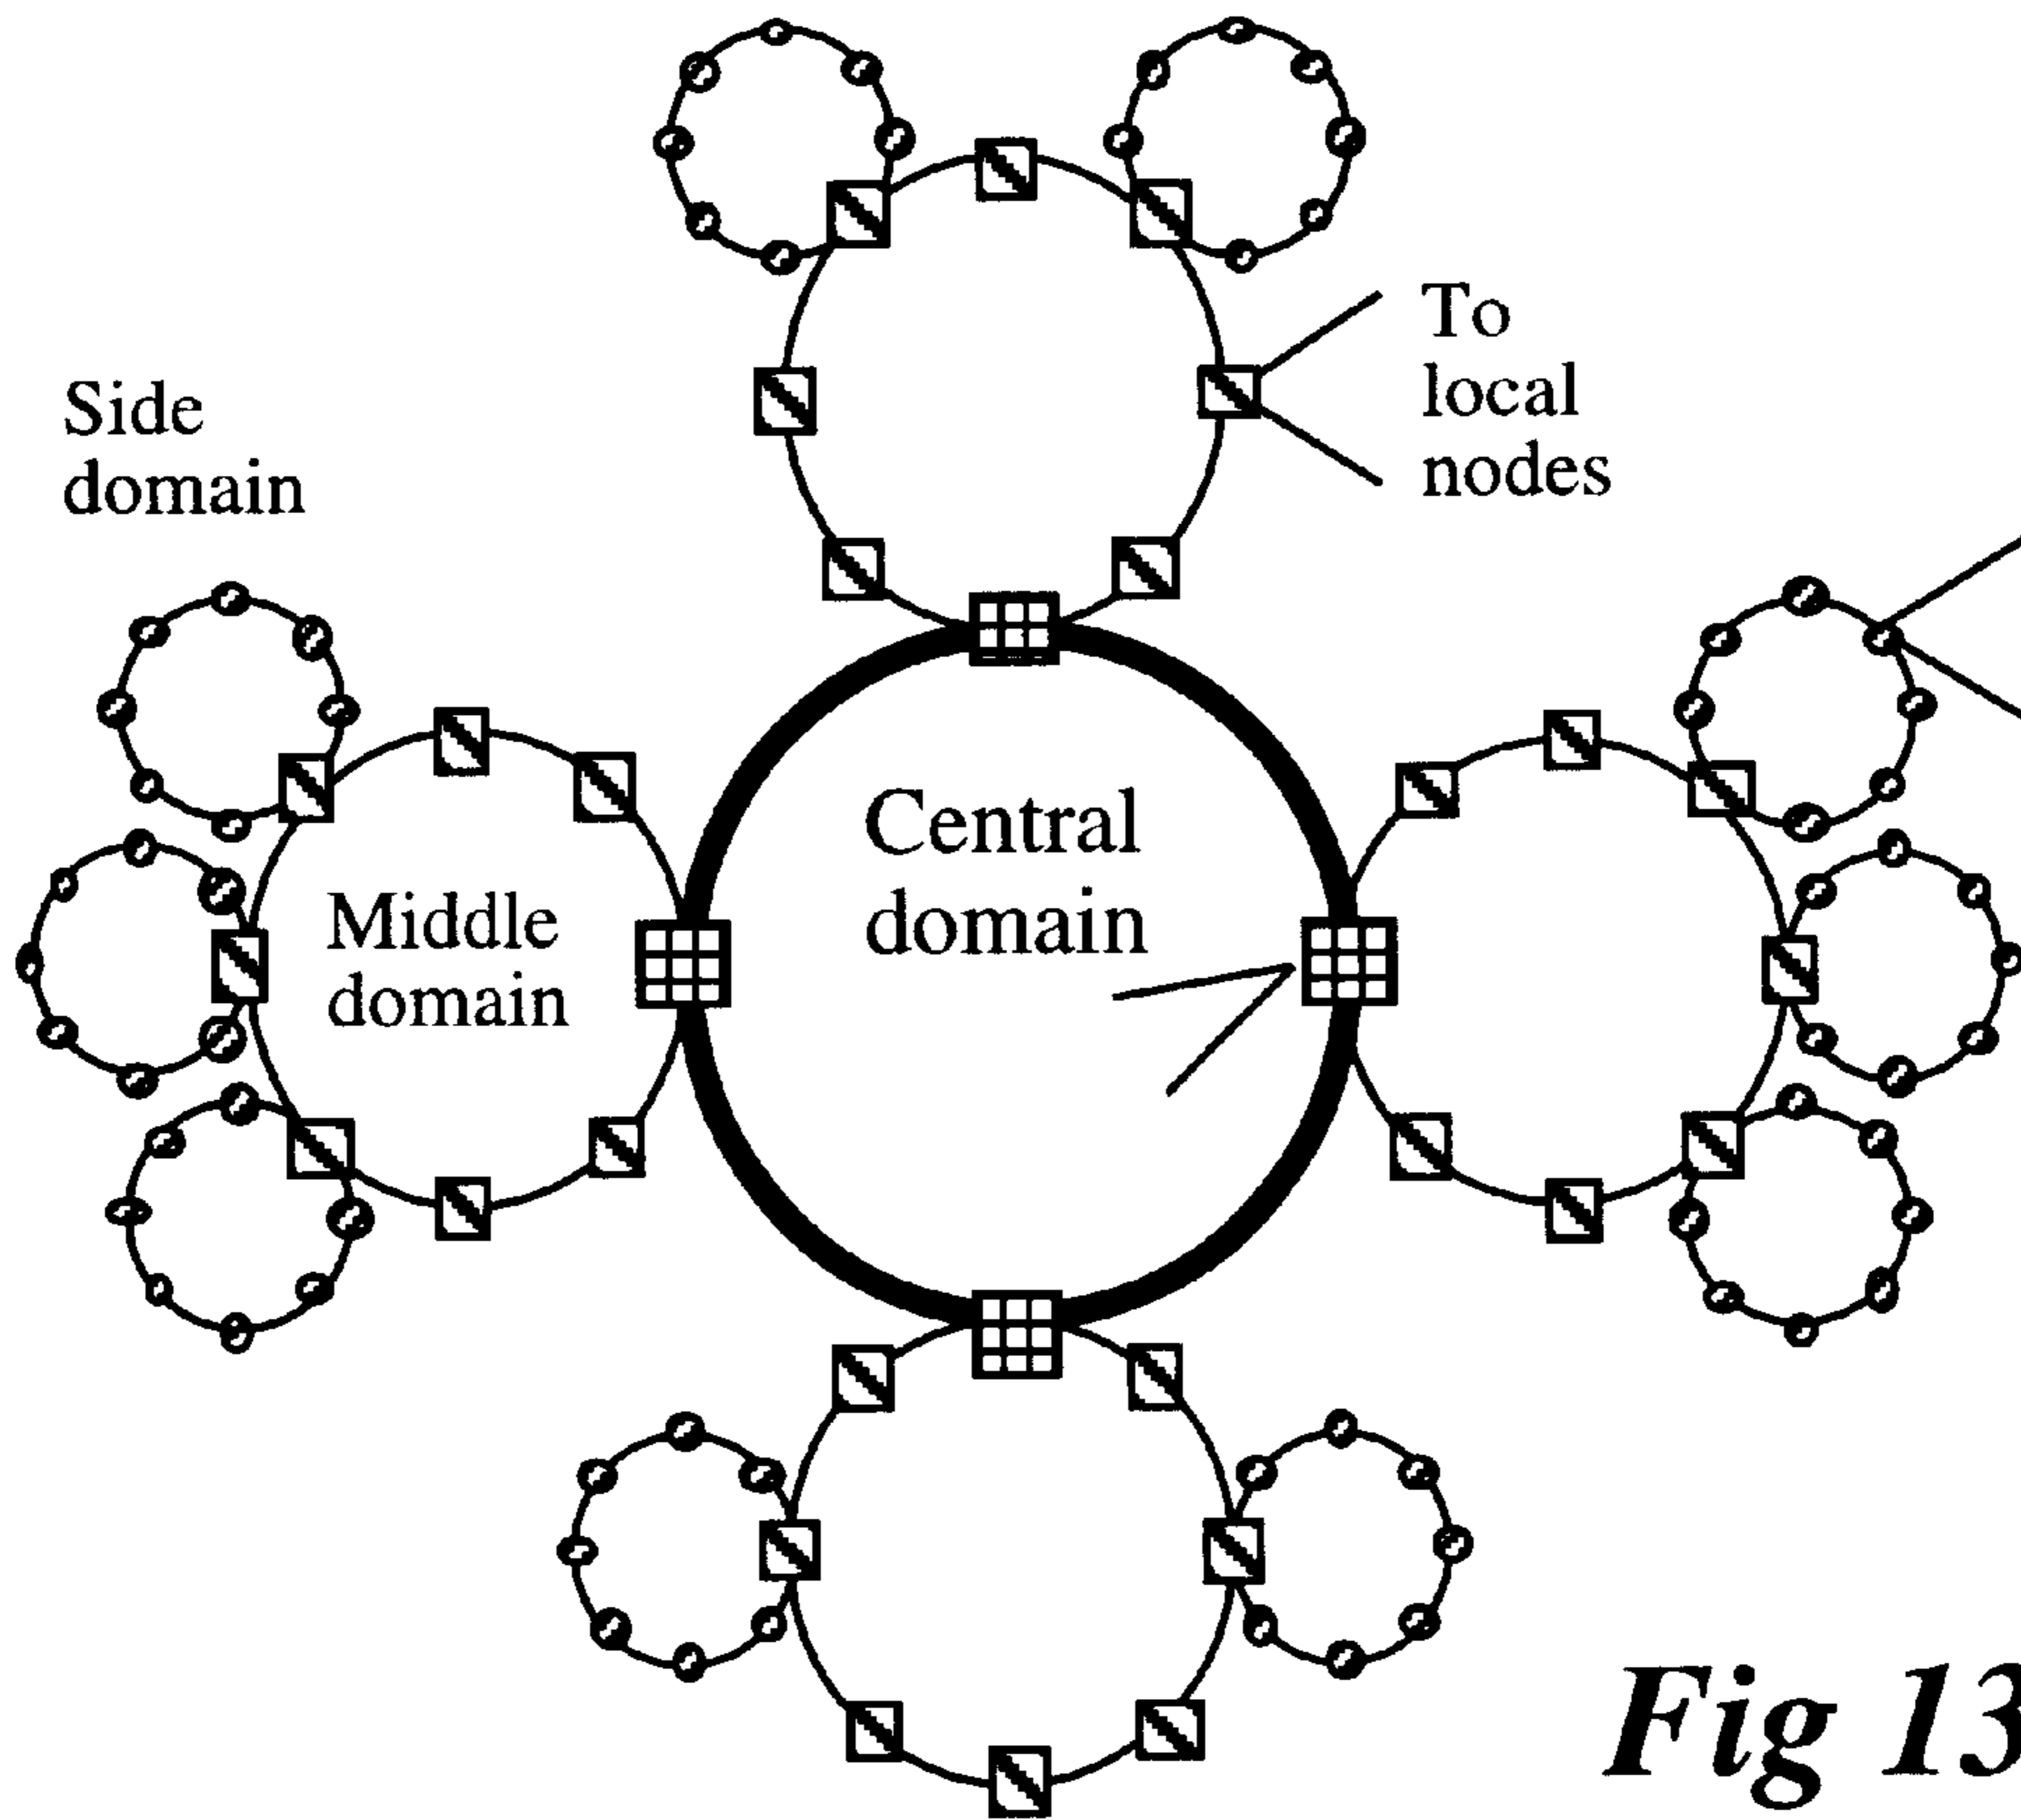 To
local
nodes
Side
domain
Central
domain
Middle
domain
Fig 13